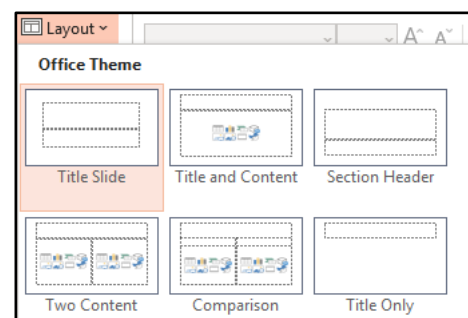 Layout
A A
Office Theme
Title Slide Title and Content Section Header
Two Content Comparison Title Only